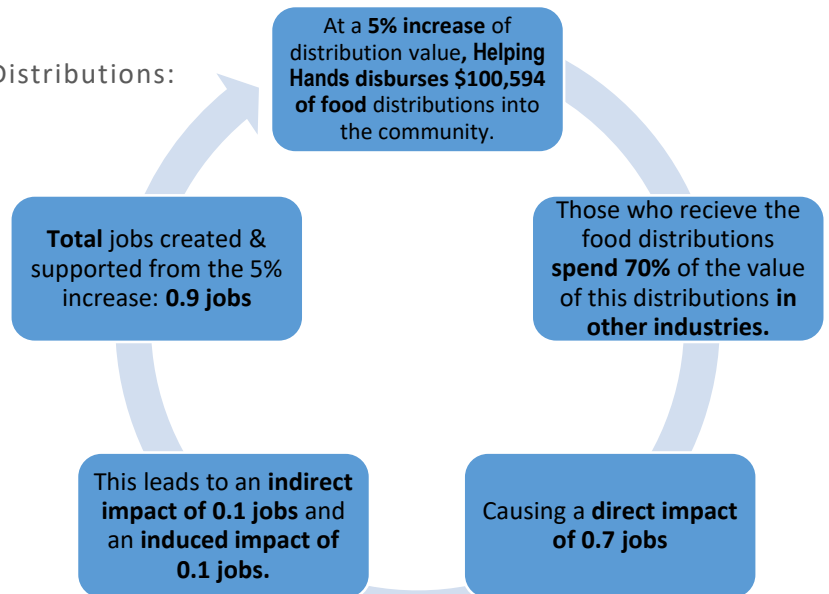 Distributions:
At a 5% increase of
distribution value, Helping
Hands disburses $100,594
of food distributions into
the community.
Those who recieve the
food distributions
spend 70% of the value
of this distributions in
other industries.
Causing a direct impact
of 0.7 jobs
This leads to an indirect
impact of 0.1 jobs and
an induced impact of
0.1 jobs.
Total jobs created &
supported from the 5%
increase: 0.9 jobs